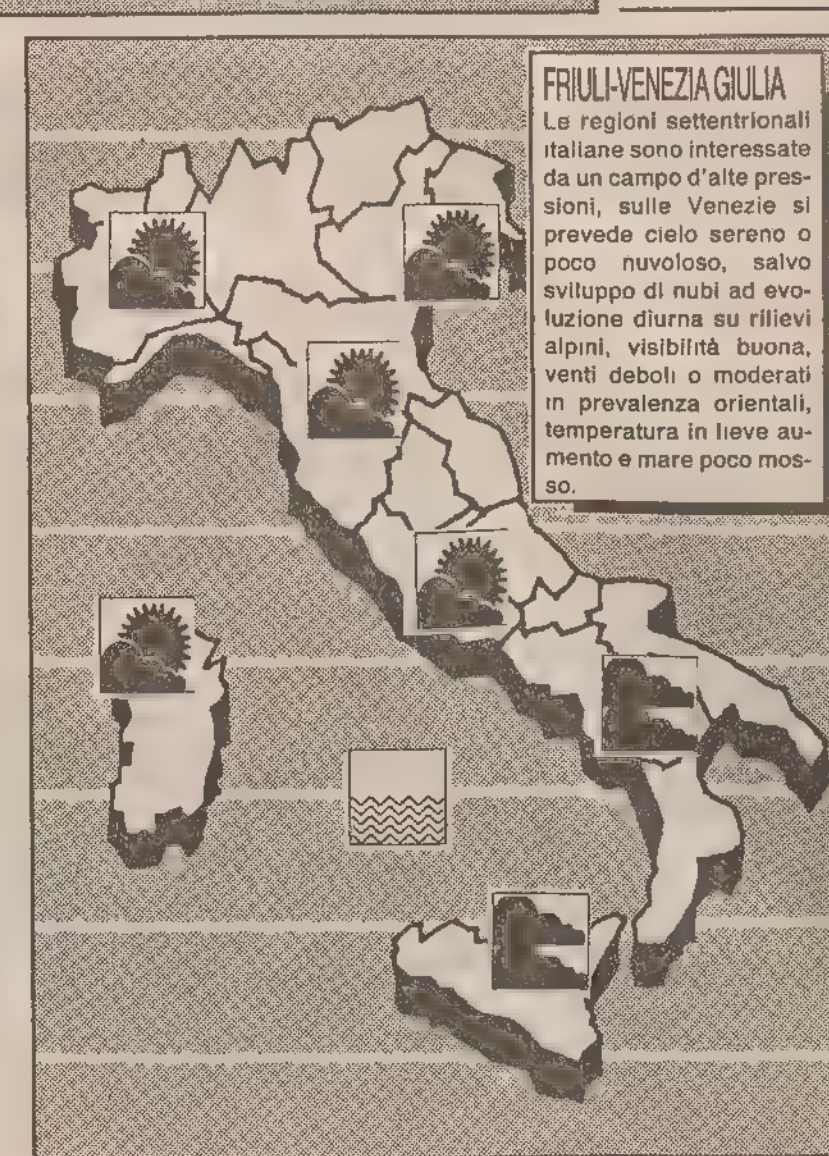 FRIULI-VENEZIA GIULIA
Le regioni settentrionali
italiane sono interessate
da un campo d'alte pres-
sioni, sulle Venezie si
prevede cielo sereno o
poco nuvoloso, salvo
sviluppo di nubi ad evo-
luzione diurna su rilievi
alpini, visibilità buona,
venti deboli o moderati
in prevalenza orientali,
temperatura in lieve au-
mento e mare poco mos-
so.